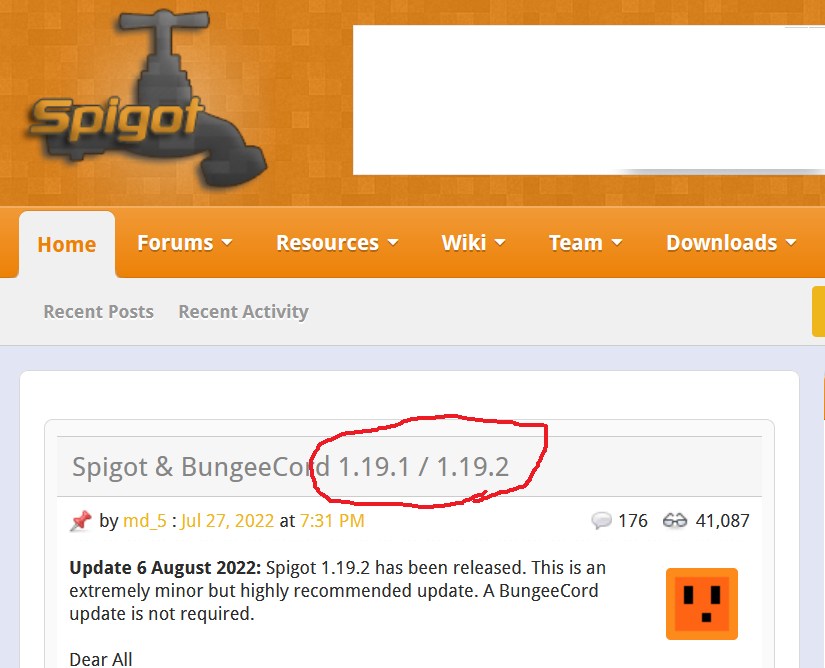 Spigot
Home Forums Resources Wiki Team Downloads
Recent Posts Recent Activity
Spigot & BungeeCord 1.19.1 / 1.19.2
by md_5 : Jul 27, 2022 at 7:31 PM 176 41,087
Update 6 August 2022: Spigot 1.19.2 has been released. This is an
extremely minor but highly recommended update. A BungeeCord
update is not required.
Dear All